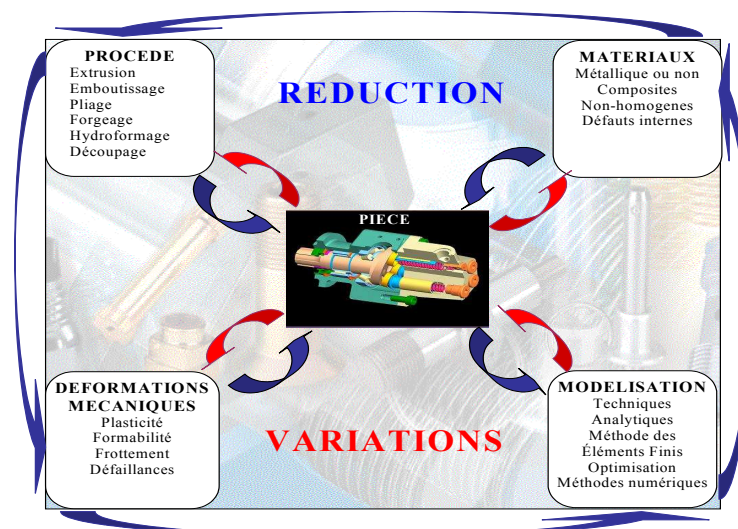 PROCEDE
Extrusion
Emboutissage
Pliage
Forgeage
Hydroformage
Découpage
REDUCTION
MATERIAUX
Métallique ou non
Composites
Non-homogenes
Défauts internes
PIECE
DEFORMATIONS
MECANIQUES
Plasticité
Formabilité
Frottement
Défaillances
VARIATIONS
MODELISATION
Techniques
Analytiques
Méthode des
Éléments Finis
Optimisation
Méthodes numériques